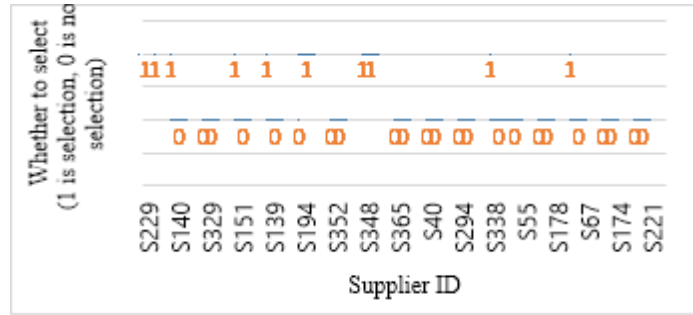 Whether to select
(1 is selection, 0 is no
selection)
11 1 1 1 1 11 1 1
0 00 0 0 0 00 00 00 00 0 0 00 0 00 00
S229 S140 S329 S151 S139 S194 S352 S348 S365 S40 S294 S338 S55 S178 S67 S174 S221
Supplier ID